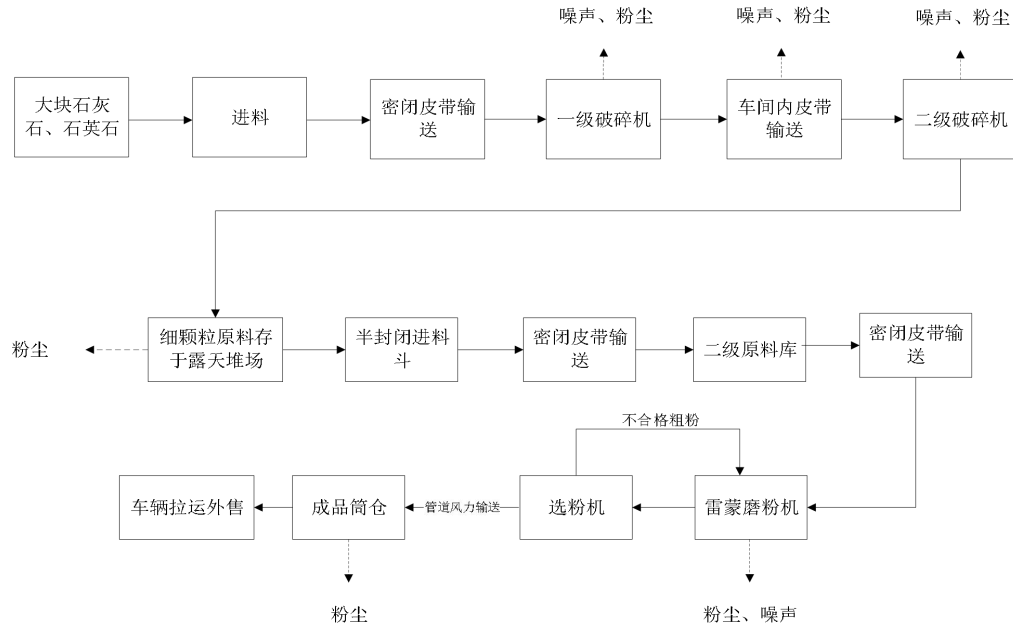 噪声、粉尘
噪声、粉尘
噪声、粉尘
大块石灰
石、石英石
进料
密闭皮带输
送
一级破碎机
车间内皮带
输送
二级破碎机
粉尘
细颗粒原料存
于露天堆场
半封闭进料
斗
密闭皮带输
送
二级原料库
密闭皮带输
送
不合格粗粉
车辆拉运外售
成品筒仓
管道风力输送
选粉机
雷蒙磨粉机
粉尘
粉尘、噪声